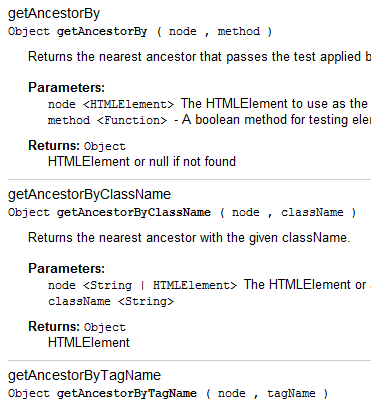 getAncestorBy
Object getAncestorBy ( node , method )
Returns the nearest ancestor that passes the test applied b
Parameters:
node <HTMLElement> The HTMLElement to use as the
method <Function> - A boolean method for testing ele
Returns: Object
HTMLElement or null if not found
getAncestorByClassName
Object getAncestorByClassName ( node , className )
Returns the nearest ancestor with the given className.
Parameters:
node <String | HTMLElement> The HTMLElement or
className <String>
Returns: Object
HTMLElement
getAncestorByTagName
Object getAncestorByTagName ( node , tagName )